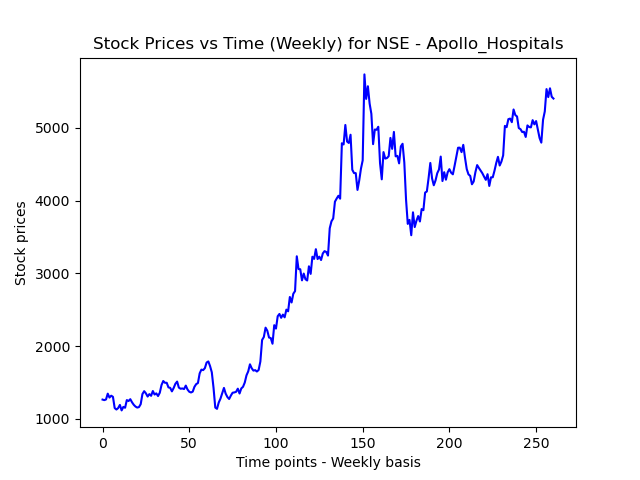 Stock Prices vs Time (Weekly) for NSE - Apollo_Hospitals
Stock prices
5000
4000
3000
2000
1000
0 50 100 150 200 250
Time points - Weekly basis